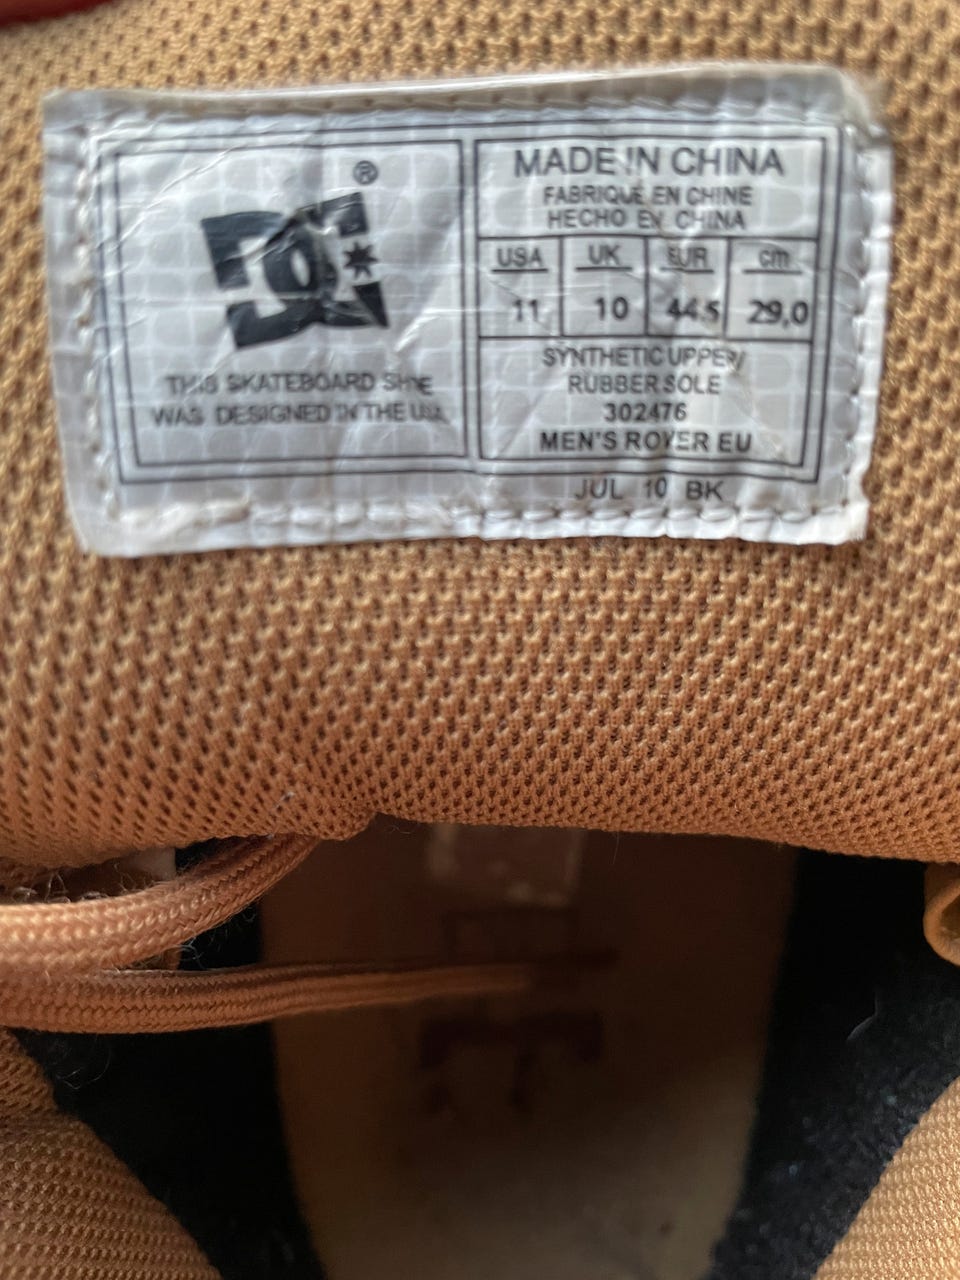 DC
®
THIS SKATEBOARD SHOE
WAS DESIGNED IN THE U.S.
MADE IN CHINA
FABRIQUÉ EN CHINE
HECHO EN CHINA
USA UK EUR cm
11 10 44.5 29,0
SYNTHETIC UPPER/
RUBBER SOLE
302476
MEN'S ROVER EU
JUL 10 BK